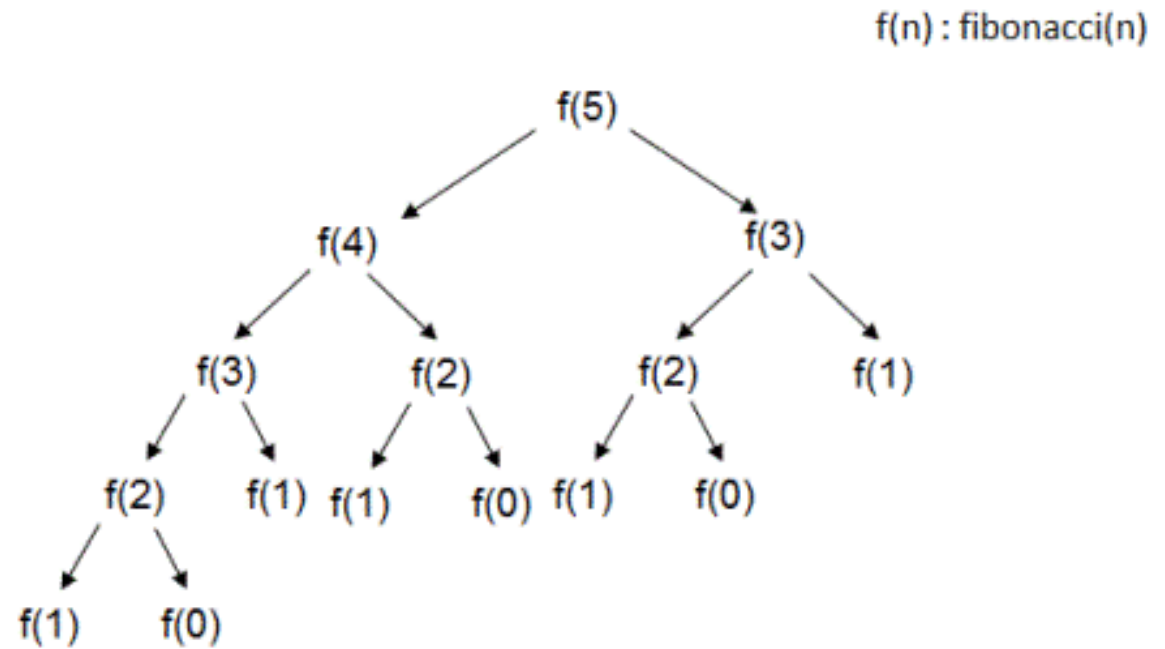 f(n) : fibonacci(n)
f(5)
f(4) f(3)
f(3) f(2) f(2) f(1)
f(2) f(1) f(1) f(0) f(1) f(0)
f(1) f(0)